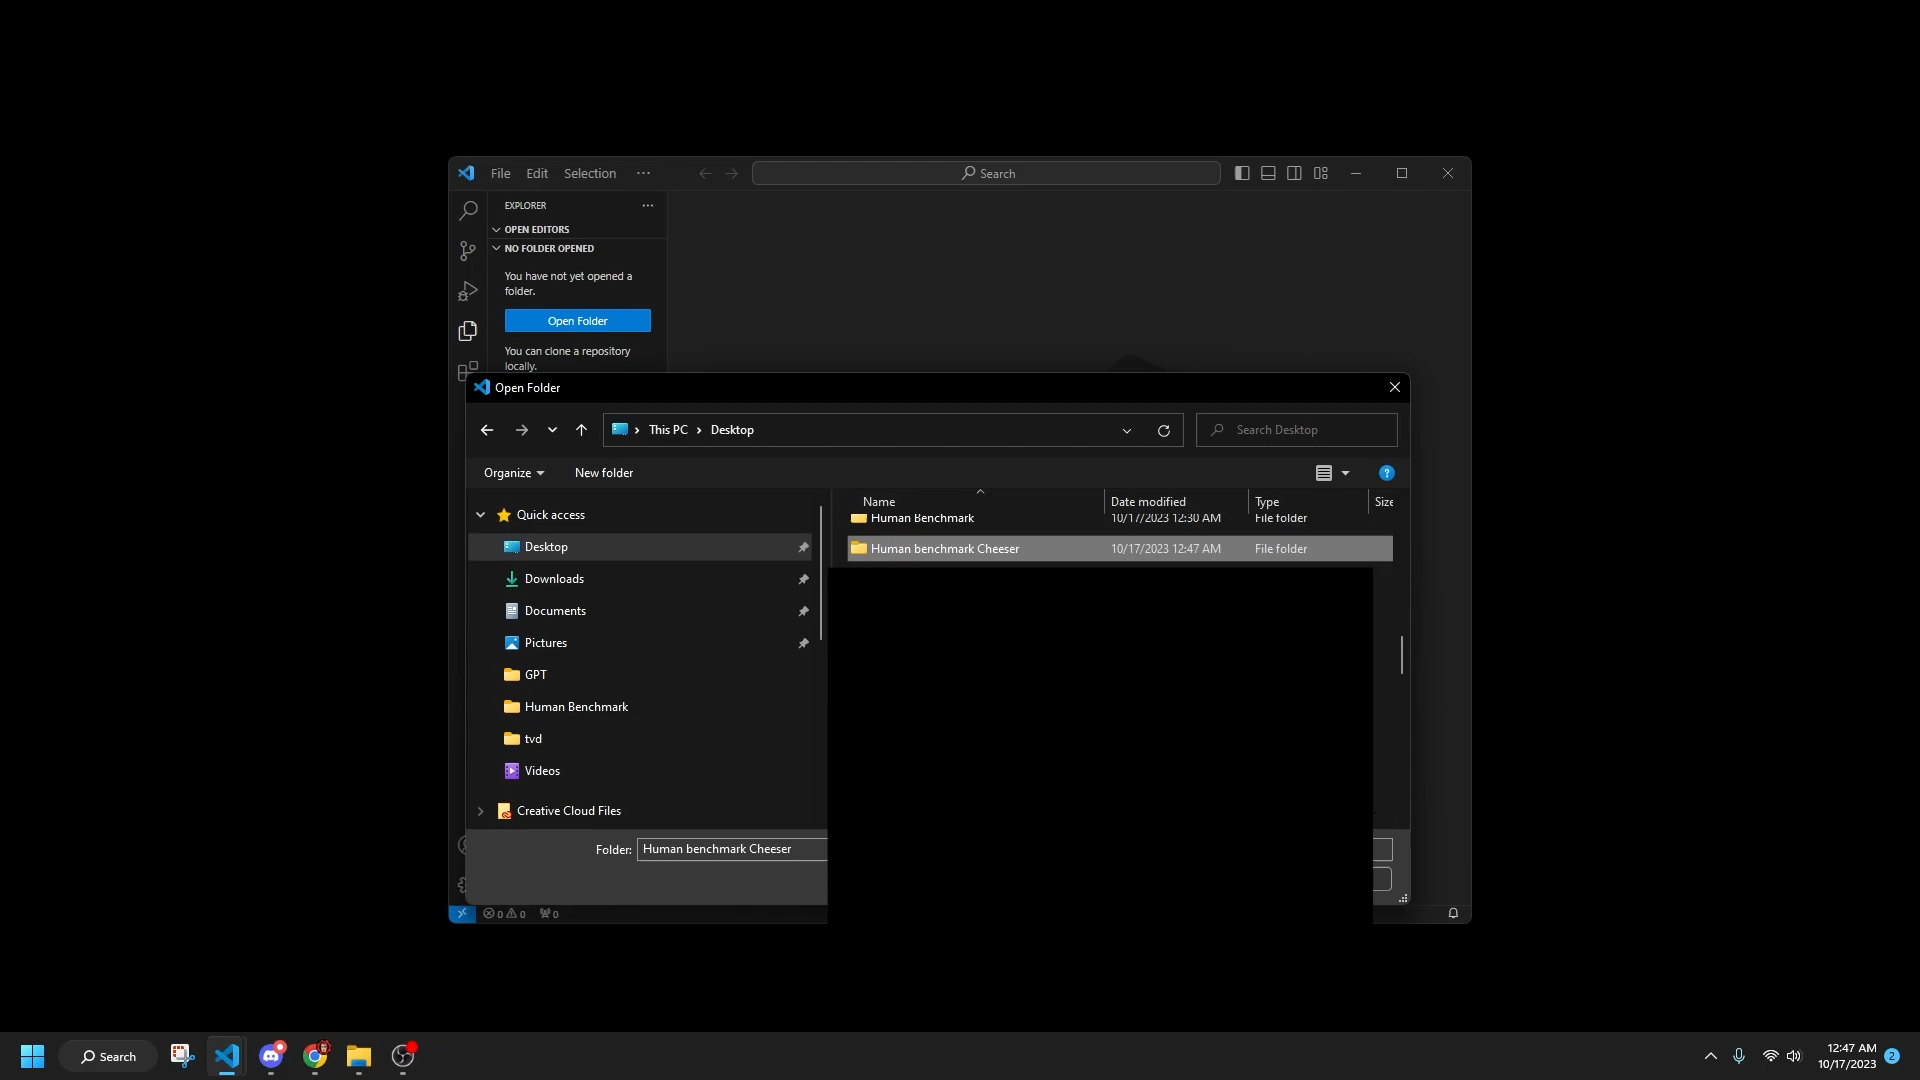 File Edit Selection ···
Search
EXPLORER ···
OPEN EDITORS
NO FOLDER OPENED
You have not yet opened a
folder.
Open Folder
You can clone a repository
locally.
Open Folder
This PC > Desktop
Search Desktop
Organize New folder
?
Name Date modified Type Size
Quick access
Human Benchmark 10/17/2023 12:30 AM File folder
Desktop
Human benchmark Cheeser 10/17/2023 12:47 AM File folder
Downloads
Documents
Pictures
GPT
Human Benchmark
tvd
Videos
Creative Cloud Files
Folder: Human benchmark Cheeser
0 0 0
Search
12:47 AM
10/17/2023
2